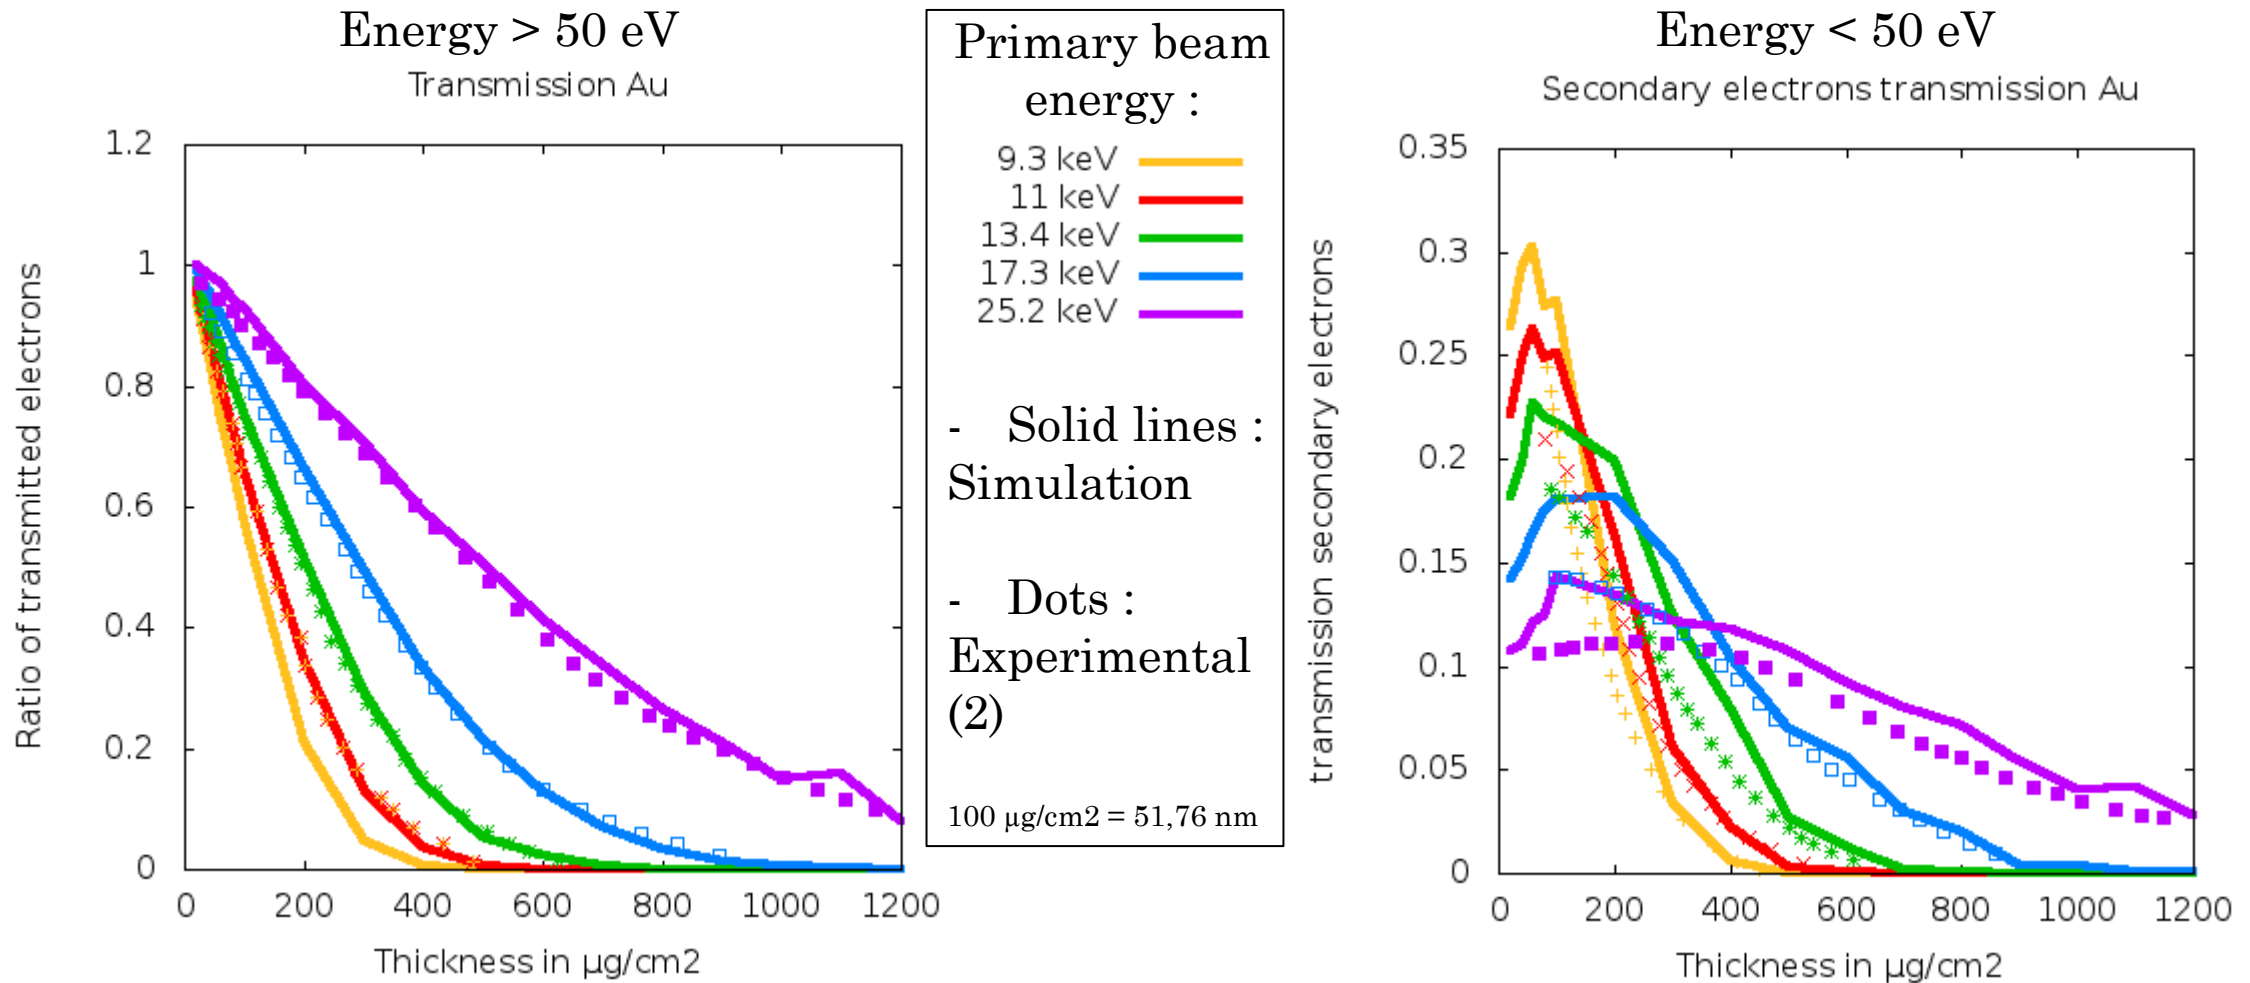 Energy > 50 eV
Transmission Au
1.2
1
0.8
0.6
0.4
0.2
0
0 200 400 600 800 1000 1200
Ratio of transmitted electrons
Thickness in µg/cm2
Primary beam
energy :
9.3 keV
11 keV
13.4 keV
17.3 keV
25.2 keV
- Solid lines :
Simulation
- Dots :
Experimental
(2)
100 µg/cm2 = 51,76 nm
Energy < 50 eV
Secondary electrons transmission Au
0.35
0.3
0.25
0.2
0.15
0.1
0.05
0
0 200 400 600 800 1000 1200
transmission secondary electrons
Thickness in µg/cm2